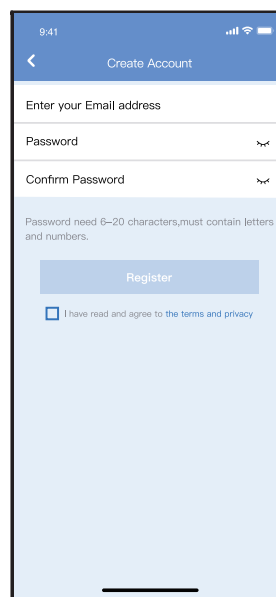 9:41
Create Account
Enter your Email address
Password
Confirm Password
Password need 6–20 characters,must contain letters
and numbers.
Register
I have read and agree to the terms and privacy